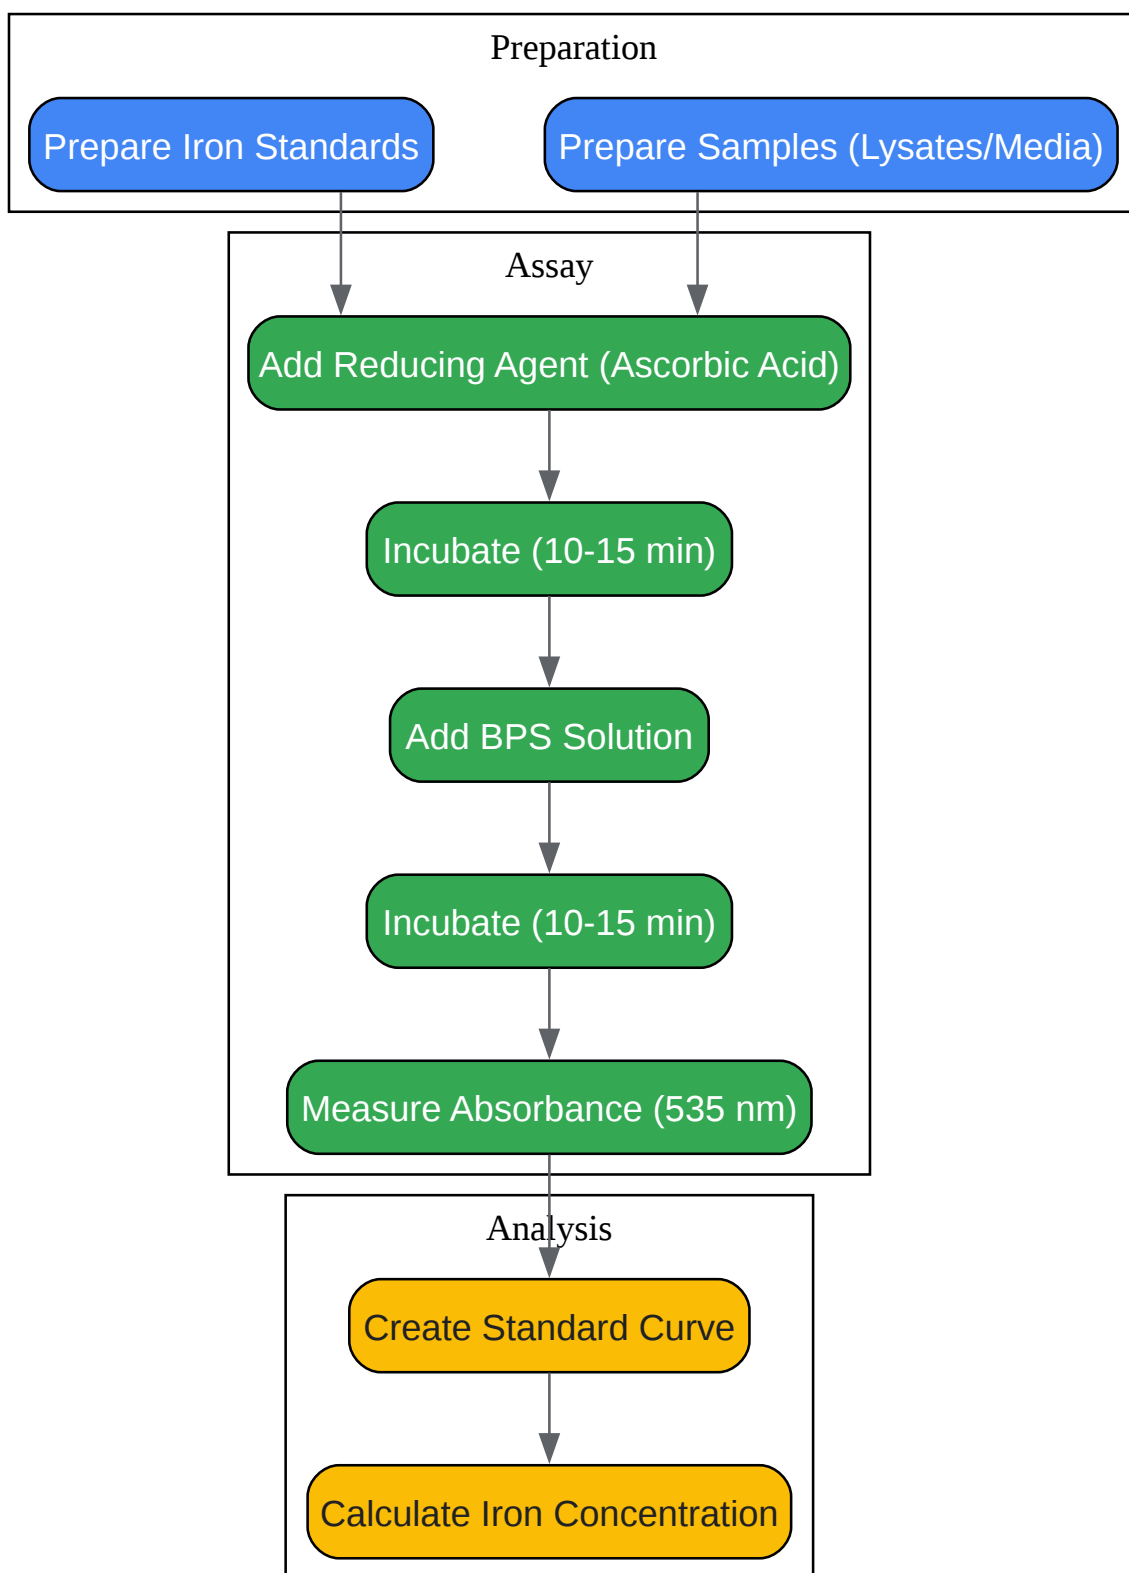 Preparation
Prepare Iron Standards
Prepare Samples (Lysates/Media)
Assay
Add Reducing Agent (Ascorbic Acid)
Incubate (10-15 min)
Add BPS Solution
Incubate (10-15 min)
Measure Absorbance (535 nm)
Analysis
Create Standard Curve
Calculate Iron Concentration